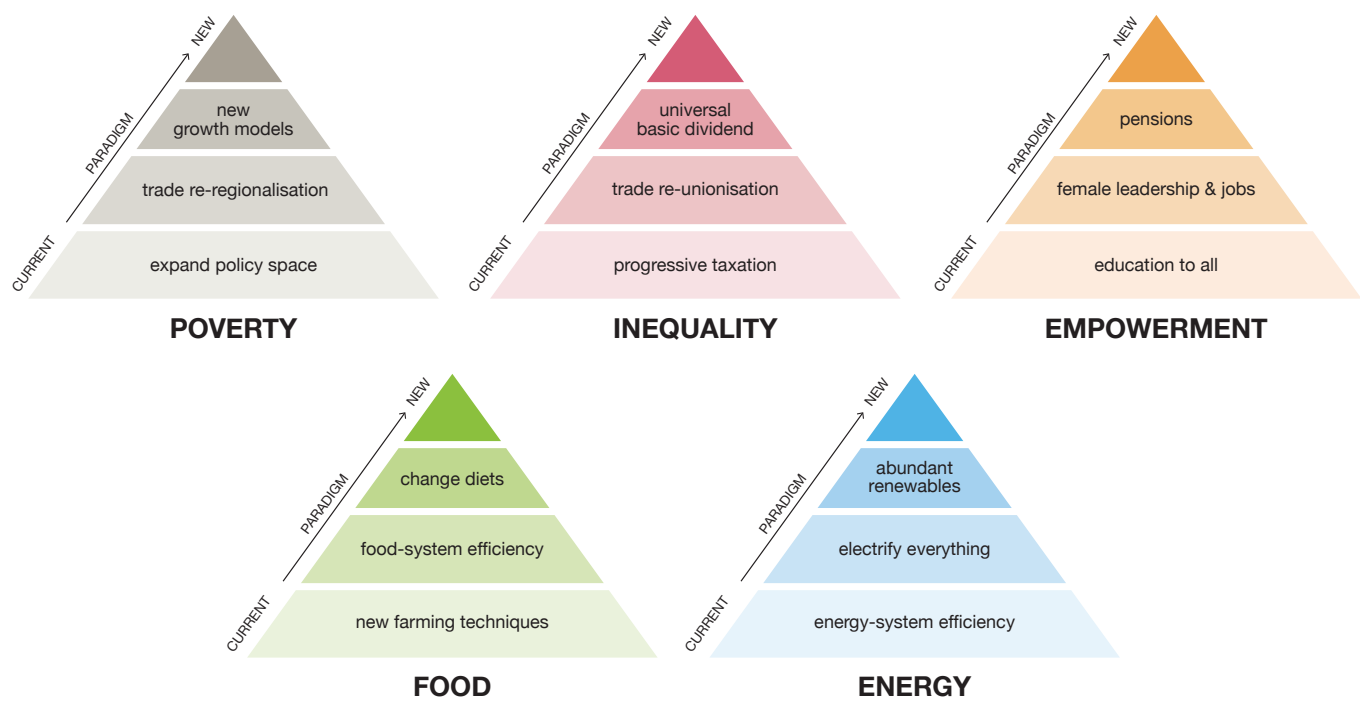 NEW
PARADIGM
CURRENT
new
growth models
trade re-regionalisation
expand policy space
POVERTY
NEW
PARADIGM
CURRENT
universal
basic dividend
trade re-unionisation
progressive taxation
INEQUALITY
NEW
PARADIGM
CURRENT
pensions
female leadership & jobs
education to all
EMPOWERMENT
NEW
PARADIGM
CURRENT
change diets
food-system efficiency
new farming techniques
FOOD
NEW
PARADIGM
CURRENT
abundant
renewables
electrify everything
energy-system efficiency
ENERGY